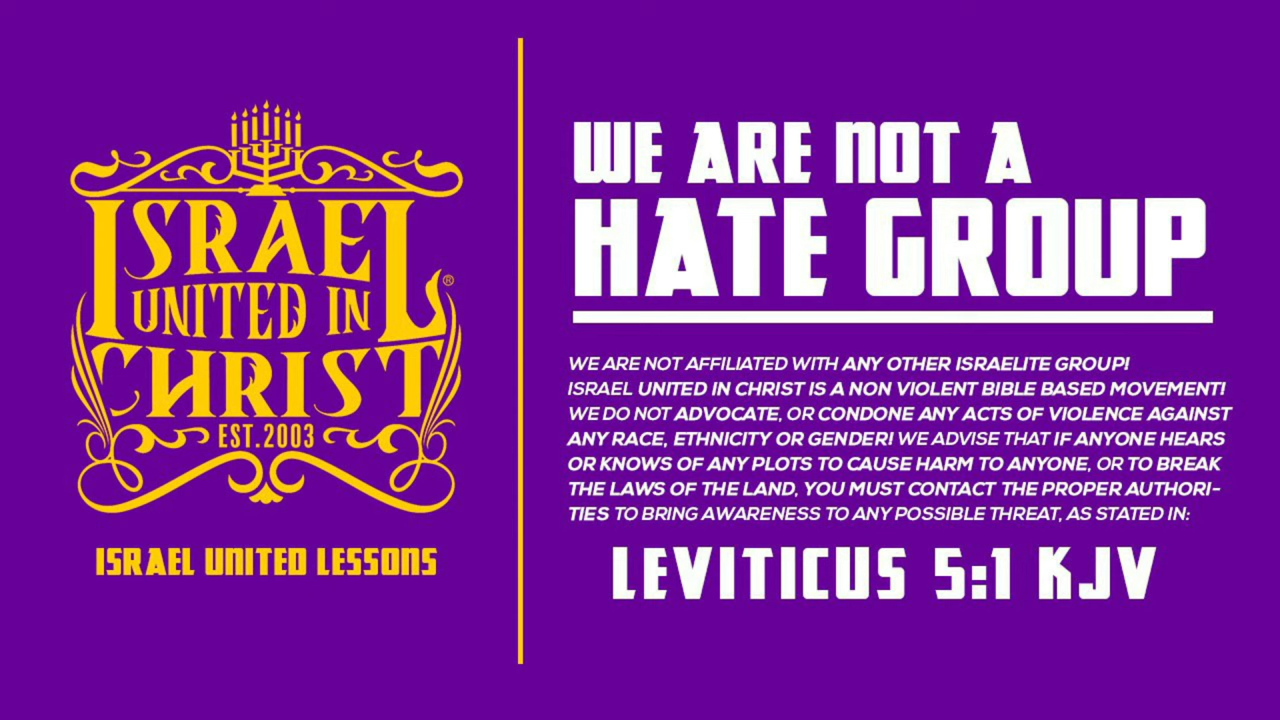 ISRAEL
UNITED IN
CHRIST
®
EST. 2003
ISRAEL UNITED LESSONS
WE ARE NOT A
HATE GROUP
WE ARE NOT AFFILIATED WITH ANY OTHER ISRAELITE GROUP!
ISRAEL UNITED IN CHRIST IS A NON VIOLENT BIBLE BASED MOVEMENT!
WE DO NOT ADVOCATE, OR CONDONE ANY ACTS OF VIOLENCE AGAINST
ANY RACE, ETHNICITY OR GENDER! WE ADVISE THAT IF ANYONE HEARS
OR KNOWS OF ANY PLOTS TO CAUSE HARM TO ANYONE, OR TO BREAK
THE LAWS OF THE LAND, YOU MUST CONTACT THE PROPER AUTHORI-
TIES TO BRING AWARENESS TO ANY POSSIBLE THREAT, AS STATED IN:
LEVITICUS 5:1 KJV